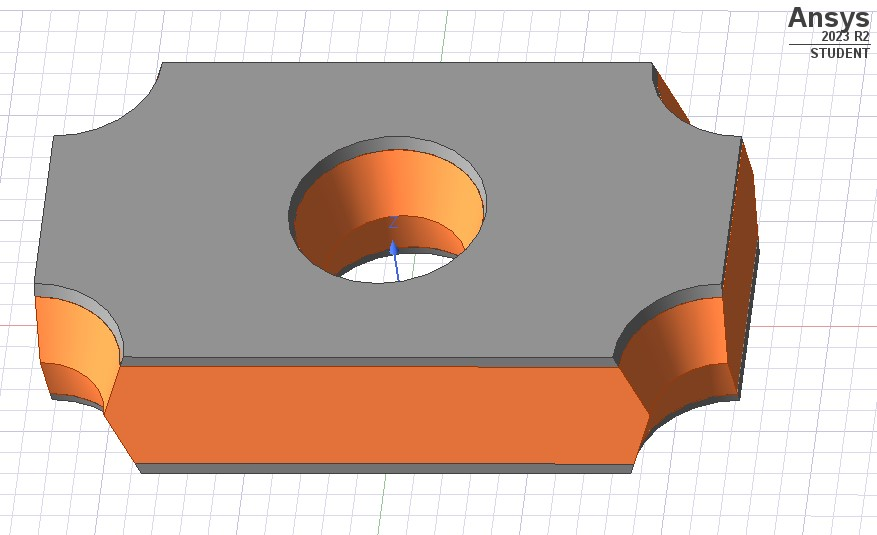 Ansys
2023 R2
STUDENT
Z